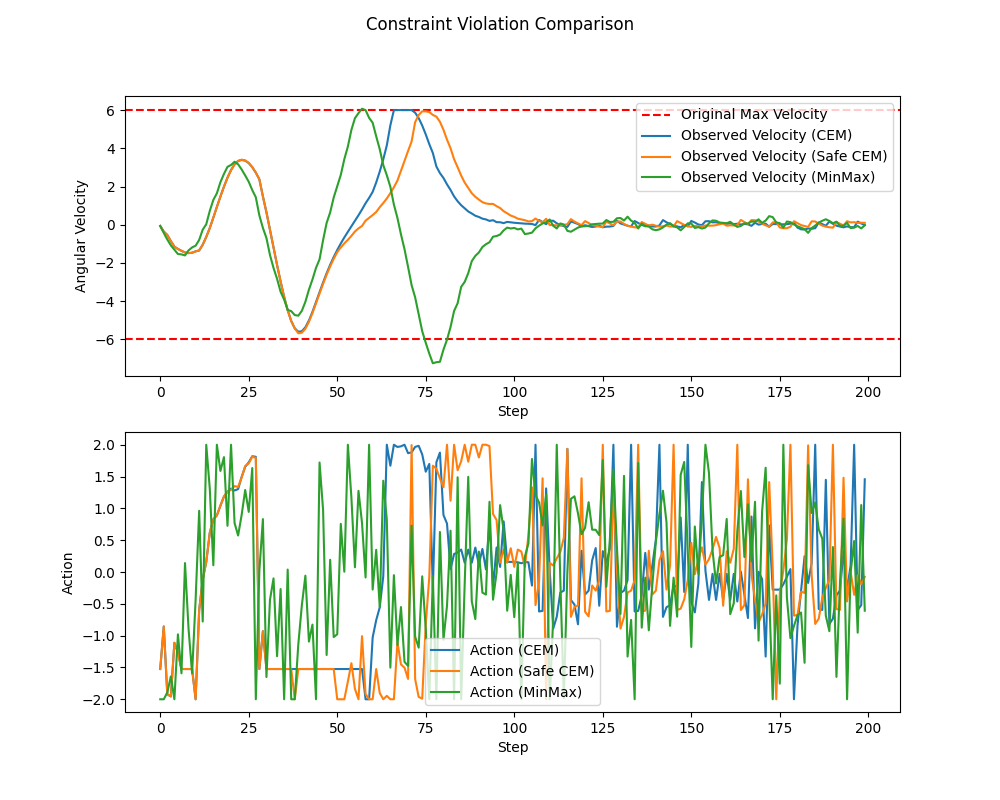 Constraint Violation Comparison
6
4
2
0
−2
−4
−6
Angular Velocity
Original Max Velocity
Observed Velocity (CEM)
Observed Velocity (Safe CEM)
Observed Velocity (MinMax)
0 25 50 75 100 125 150 175 200
Step
2.0
1.5
1.0
0.5
0.0
−0.5
−1.0
−1.5
−2.0
Action
Action (CEM)
Action (Safe CEM)
Action (MinMax)
0 25 50 75 100 125 150 175 200
Step